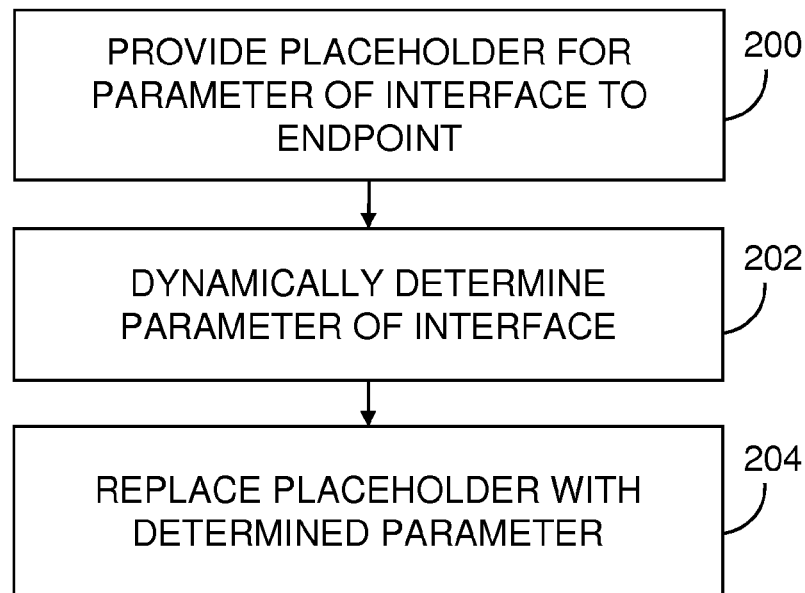 PROVIDE PLACEHOLDER FOR
PARAMETER OF INTERFACE TO
ENDPOINT
200
DYNAMICALLY DETERMINE
PARAMETER OF INTERFACE
202
REPLACE PLACEHOLDER WITH
DETERMINED PARAMETER
204